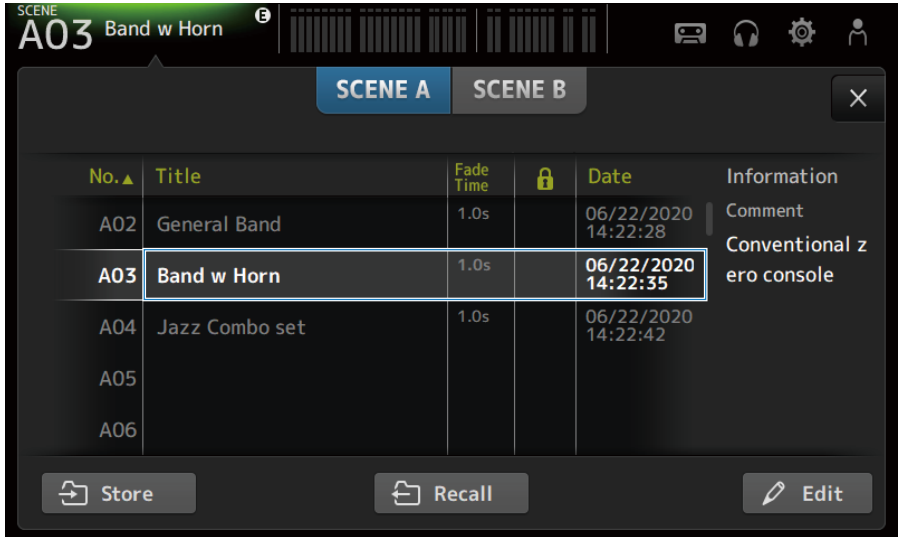 SCENE
A03 Band w Horn E
SCENE A SCENE B
No.▲ Title Fade Time Date Information
A02 General Band 1.0s 06/22/2020 14:22:28 Comment
A03 Band w Horn 1.0s 06/22/2020 14:22:35 Conventional z
ero console
A04 Jazz Combo set 1.0s 06/22/2020 14:22:42
A05
A06
Store Recall Edit